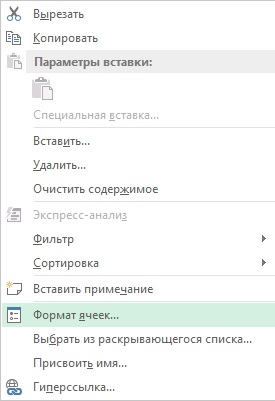 Вырезать
Копировать
Параметры вставки:
Специальная вставка...
Вставить...
Удалить...
Очистить содержимое
Экспресс-анализ
Фильтр
Сортировка
Вставить примечание
Формат ячеек...
Выбрать из раскрывающегося списка...
Присвоить имя...
Гиперссылка...